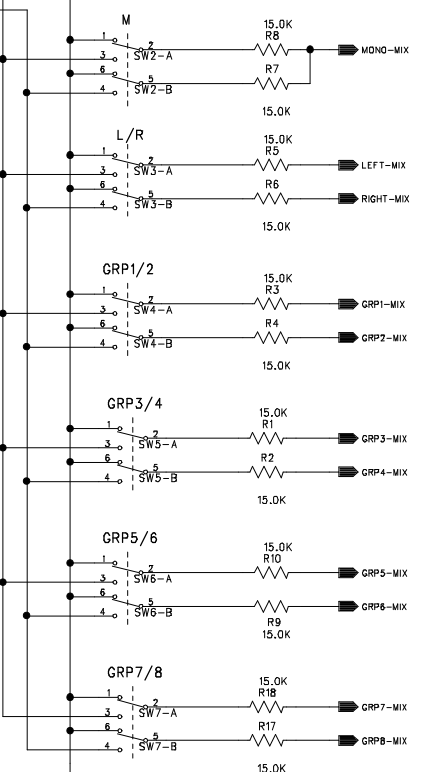 M
15.0K
R8
1 2 MONO-MIX
3 SW2-A
6 R7
5
4 SW2-B
15.0K
L/R
15.0K
R5
1 2 LEFT-MIX
3 SW3-A
6 R6
5 RIGHT-MIX
4 SW3-B
15.0K
GRP1/2
15.0K
R3
1 2 GRP1-MIX
3 SW4-A
6 R4
5 GRP2-MIX
4 SW4-B
15.0K
GRP3/4
15.0K
R1
1 2 GRP3-MIX
3 SW5-A
6 R2
5 GRP4-MIX
4 SW5-B
15.0K
GRP5/6
15.0K
R10
1 2 GRP5-MIX
3 SW6-A
6
5 GRP6-MIX
4 SW6-B R9
15.0K
GRP7/8
15.0K
R18
1 2 GRP7-MIX
3 SW7-A
6 R17
5 GRP8-MIX
4 SW7-B
15.0K